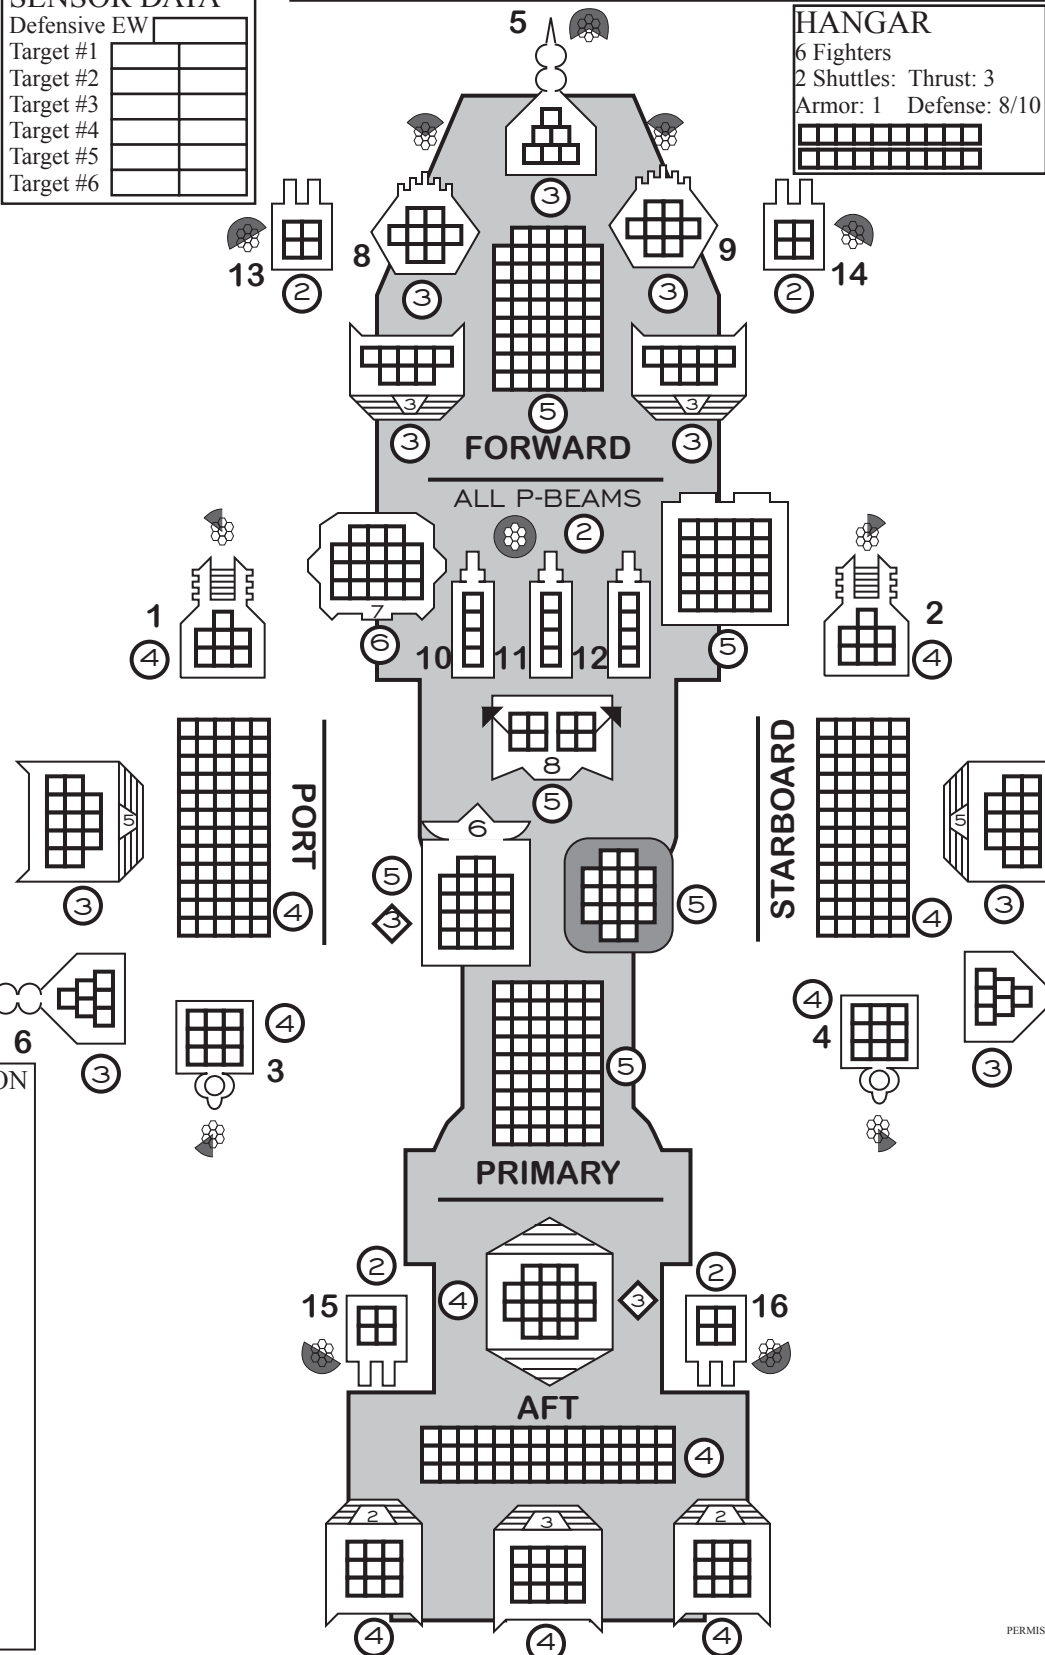 SENSOR DATA
Defensive EW
Target #1
Target #2
Target #3
Target #4
Target #5
Target #6
5
HANGAR
6 Fighters
2 Shuttles: Thrust: 3
Armor: 1 Defense: 8/10
3
13
2
8
3
9
3
14
2
3
3
5
3
3
FORWARD
ALL P-BEAMS
2
1
4
7
6
10
11
12
5
2
4
8
5
PORT
STARBOARD
5
3
4
6
5
3
5
5
3
4
6
3
4
3
5
4
4
3
ON
PRIMARY
15
2
4
3
2
16
AFT
4
2
3
2
4
4
4
PERMIS